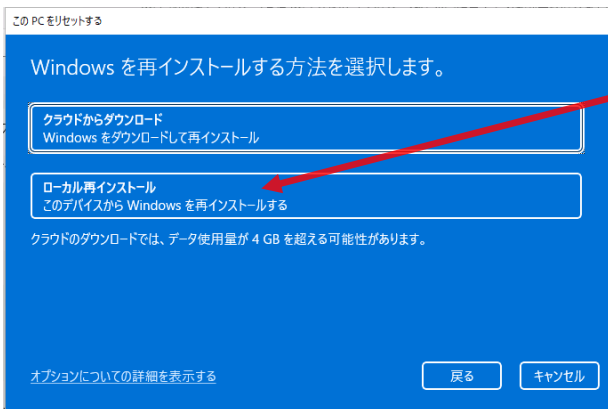 この PC をリセットする
Windows を再インストールする方法を選択します。
クラウドからダウンロード
Windows をダウンロードして再インストール
ローカル再インストール
このデバイスから Windows を再インストールする
クラウドのダウンロードでは、データ使用量が 4 GB を超える可能性があります。
オプションについての詳細を表示する
戻る
キャンセル